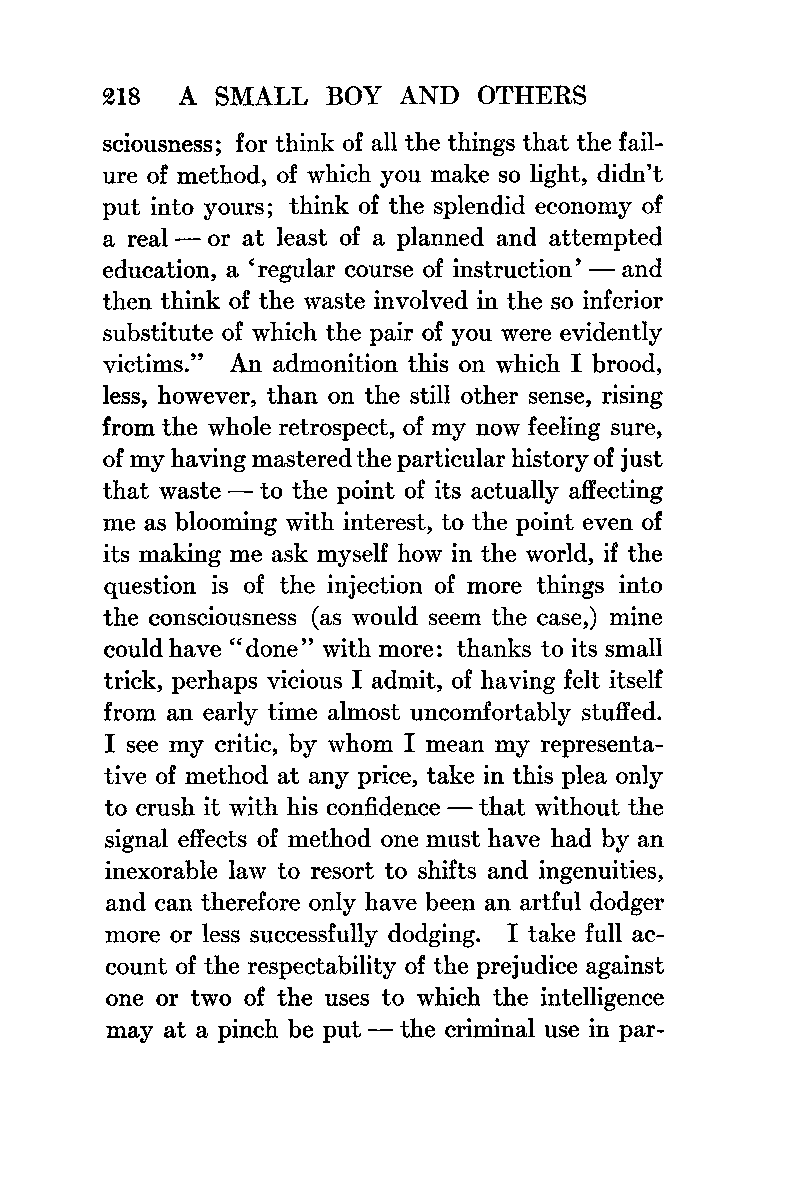 218 A SMALL BOY AND OTHERS
sciousness; for think of all the things that the fail-
ure of method, of which you make so light, didn't
put into yours; think of the splendid economy of
a real — or at least of a planned and attempted
education, a 'regular course of instruction' — and
then think of the waste involved in the so inferior
substitute of which the pair of you were evidently
victims." An admonition this on which I brood,
less, however, than on the still other sense, rising
from the whole retrospect, of my now feeling sure,
of my having mastered the particular history of just
that waste — to the point of its actually affecting
me as blooming with interest, to the point even of
its making me ask myself how in the world, if the
question is of the injection of more things into
the consciousness (as would seem the case,) mine
could have "done" with more: thanks to its small
trick, perhaps vicious I admit, of having felt itself
from an early time almost uncomfortably stuffed.
I see my critic, by whom I mean my representa-
tive of method at any price, take in this plea only
to crush it with his confidence — that without the
signal effects of method one must have had by an
inexorable law to resort to shifts and ingenuities,
and can therefore only have been an artful dodger
more or less successfully dodging. I take full ac-
count of the respectability of the prejudice against
one or two of the uses to which the intelligence
may at a pinch be put — the criminal use in par-